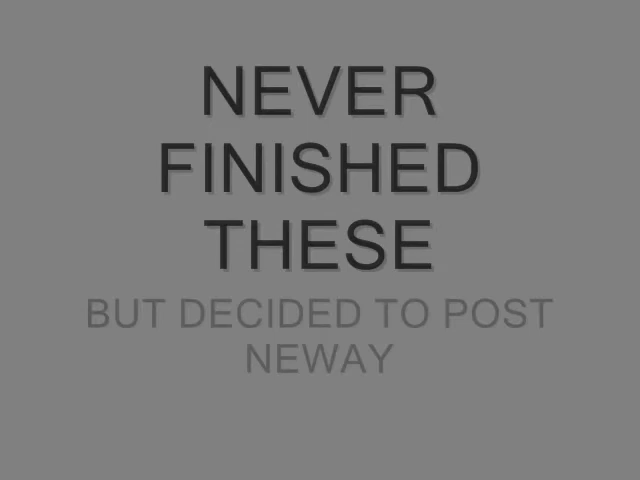 NEVER
FINISHED
THESE
BUT DECIDED TO POST
NEWAY